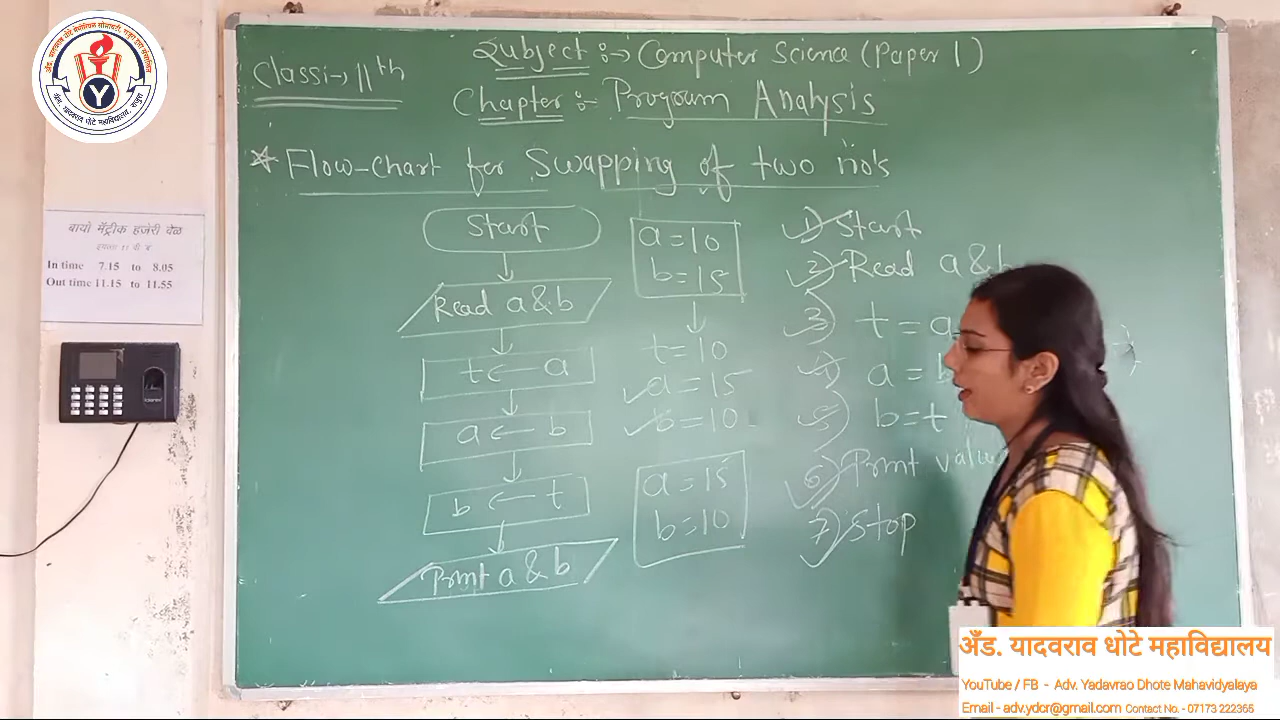 Class:-> 11th
Subject :-> Computer Science (Paper 1)
Chapter :- Program Analysis
* Flow-Chart for Swapping of two no's
Start
Read a & b
t <- a
a <- b
b <- t
Print a & b
a = 10
b = 15
t = 10
a = 15
b = 10
a = 15
b = 10
1) Start
2) Read a & b
3) t = a
4) a = b
5) b = t
6) Print
7) Stop
बायो मॅट्रीक हजेरी वेळ
In time 7.15 to 8.05
Out time 11.15 to 11.55
Y
अँड. यादवराव धोटे महाविद्यालय
YouTube / FB - Adv. Yadavrao Dhote Mahavidyalaya
Email - adv.ydcr@gmail.com Contact No. - 07173 222365